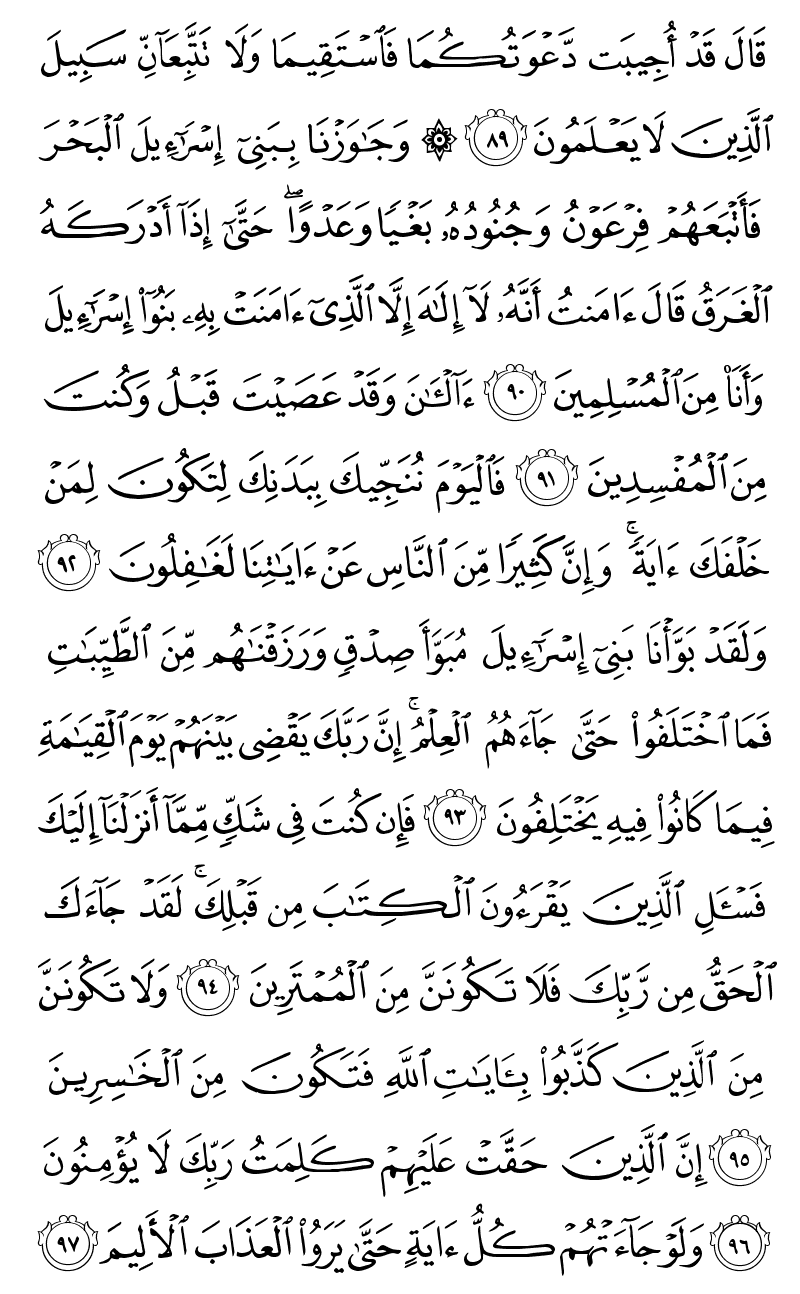 قَالَ قَدْ أُجِيبَت دَّعْوَتُكُمَا فَٱسْتَقِيمَا وَلَا تَتَّبِعَآنِّ سَبِيلَ
ٱلَّذِينَ لَا يَعْلَمُونَ ٨٩ ۞ وَجَٰوَزْنَا بِبَنِىٓ إِسْرَٰٓءِيلَ ٱلْبَحْرَ
فَأَتْبَعَهُمْ فِرْعَوْنُ وَجُنُودُهُۥ بَغْيًا وَعَدْوًا ۖ حَتَّىٰٓ إِذَآ أَدْرَكَهُ
ٱلْغَرَقُ قَالَ ءَامَنتُ أَنَّهُۥ لَآ إِلَٰهَ إِلَّا ٱلَّذِىٓ ءَامَنَتْ بِهِۦ بَنُوٓا۟ إِسْرَٰٓءِيلَ
وَأَنَا۠ مِنَ ٱلْمُسْلِمِينَ ٩٠ ءَآلْـَٰٔنَ وَقَدْ عَصَيْتَ قَبْلُ وَكُنتَ
مِنَ ٱلْمُفْسِدِينَ ٩١ فَٱلْيَوْمَ نُنَجِّيكَ بِبَدَنِكَ لِتَكُونَ لِمَنْ
خَلْفَكَ ءَايَةً ۚ وَإِنَّ كَثِيرًا مِّنَ ٱلنَّاسِ عَنْ ءَايَٰتِنَا لَغَٰفِلُونَ ٩٢
وَلَقَدْ بَوَّأْنَا بَنِىٓ إِسْرَٰٓءِيلَ مُبَوَّأَ صِدْقٍ وَرَزَقْنَٰهُم مِّنَ ٱلطَّيِّبَٰتِ
فَمَا ٱخْتَلَفُوا۟ حَتَّىٰ جَآءَهُمُ ٱلْعِلْمُ ۚ إِنَّ رَبَّكَ يَقْضِى بَيْنَهُمْ يَوْمَ ٱلْقِيَٰمَةِ
فِيمَا كَانُوا۟ فِيهِ يَخْتَلِفُونَ ٩٣ فَإِن كُنتَ فِى شَكٍّ مِّمَّآ أَنزَلْنَآ إِلَيْكَ
فَسْـَٔلِ ٱلَّذِينَ يَقْرَءُونَ ٱلْكِتَٰبَ مِن قَبْلِكَ ۚ لَقَدْ جَآءَكَ
ٱلْحَقُّ مِن رَّبِّكَ فَلَا تَكُونَنَّ مِنَ ٱلْمُمْتَرِينَ ٩٤ وَلَا تَكُونَنَّ
مِنَ ٱلَّذِينَ كَذَّبُوا۟ بِـَٔايَٰتِ ٱللَّهِ فَتَكُونَ مِنَ ٱلْخَٰسِرِينَ
٩٥ إِنَّ ٱلَّذِينَ حَقَّتْ عَلَيْهِمْ كَلِمَتُ رَبِّكَ لَا يُؤْمِنُونَ
٩٦ وَلَوْ جَآءَتْهُمْ كُلُّ ءَايَةٍ حَتَّىٰ يَرَوُا۟ ٱلْعَذَابَ ٱلْأَلِيمَ ٩٧